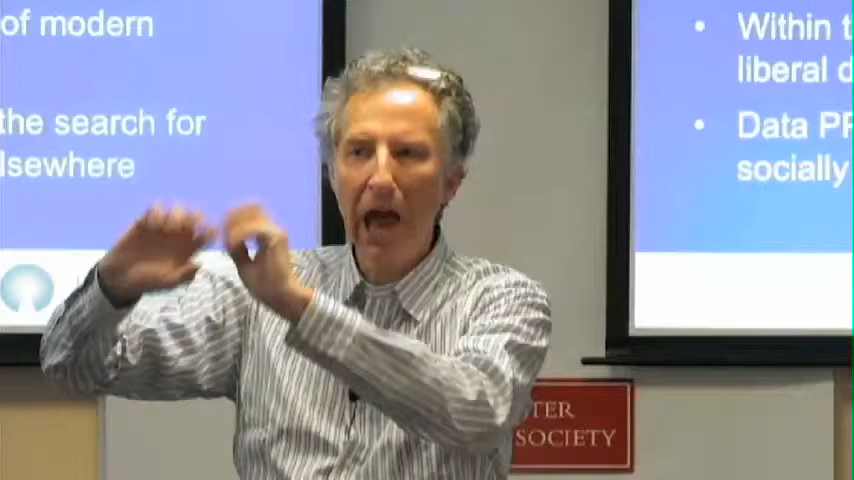 of modern
the search for
lsewhere
Within t
liberal d
Data PR
socially
TER
SOCIETY